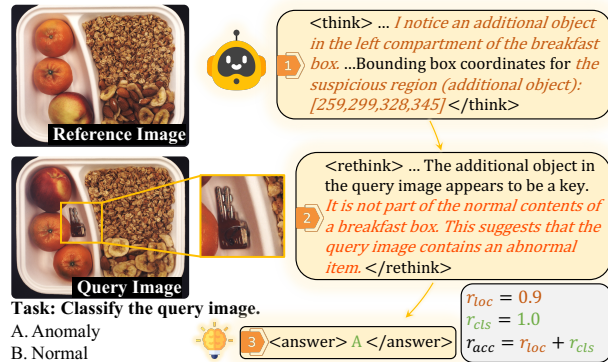 Reference Image
Query Image
Task: Classify the query image.
A. Anomaly
B. Normal
1
<think> ... I notice an additional object
in the left compartment of the breakfast
box. ...Bounding box coordinates for the
suspicious region (additional object):
[259,299,328,345] </think>
2
<rethink> ... The additional object in
the query image appears to be a key.
It is not part of the normal contents of
a breakfast box. This suggests that the
query image contains an abnormal
item. </rethink>
3
<answer> A </answer>
r_loc = 0.9
r_cls = 1.0
r_acc = r_loc + r_cls